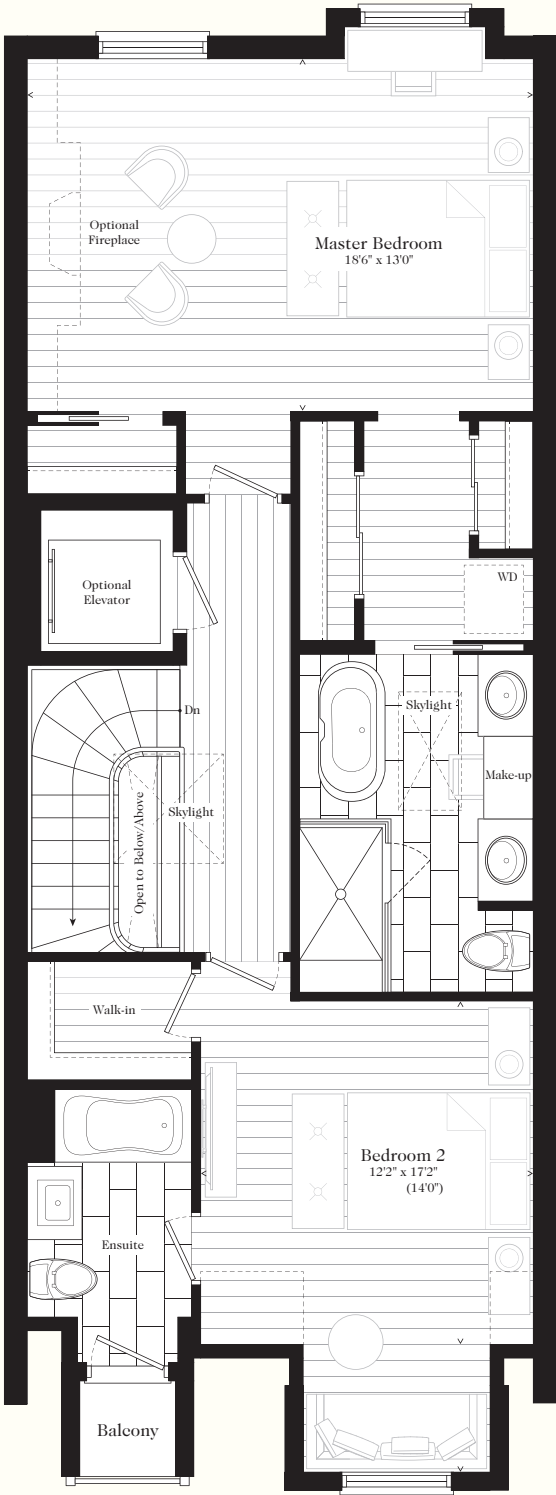 Optional
Fireplace
Master Bedroom
18'6" x 13'0"
Optional
Elevator
WD
Dn
Skylight
Make-up
Skylight
Open to Below/Above
Walk-in
Bedroom 2
12'2" x 17'2"
(14'0")
Ensuite
Balcony